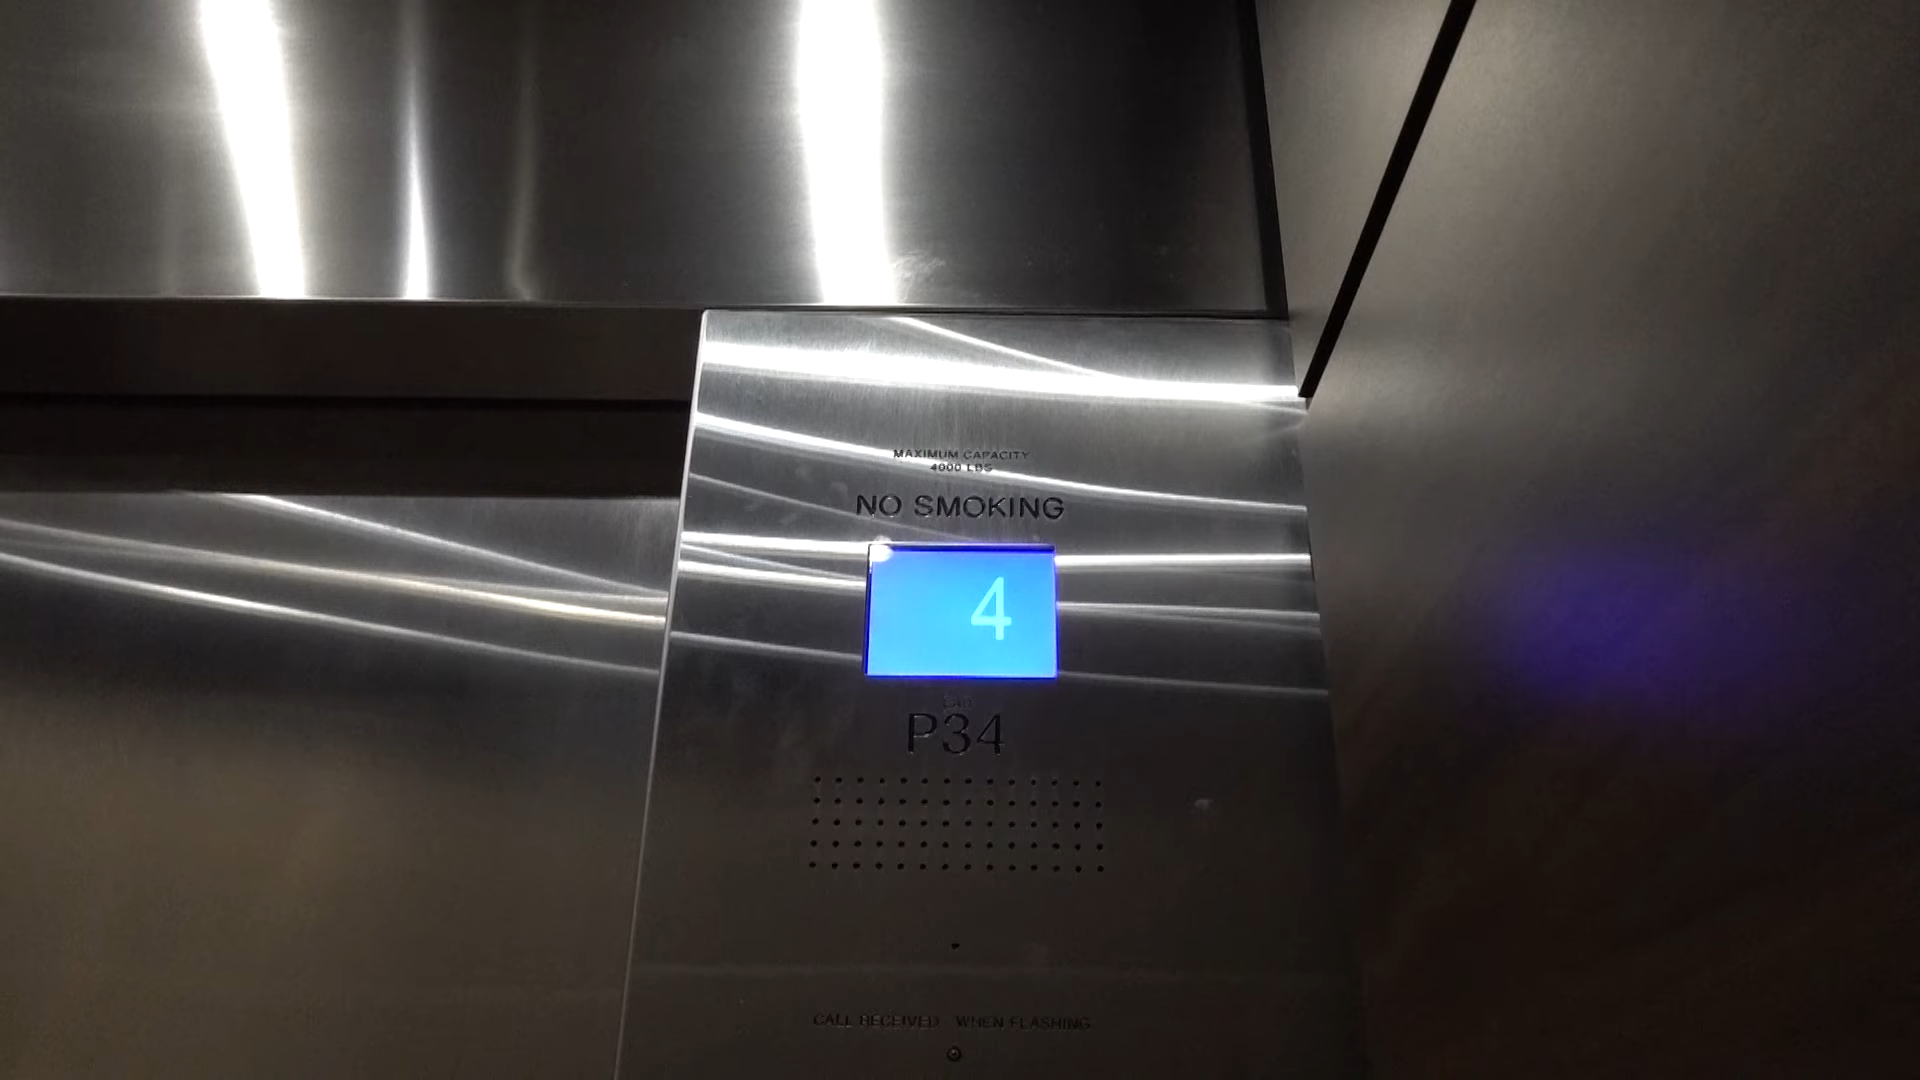 MAXIMUM CAPACITY
4000 LBS
NO SMOKING
4
P34
CALL RECEIVED WHEN FLASHING